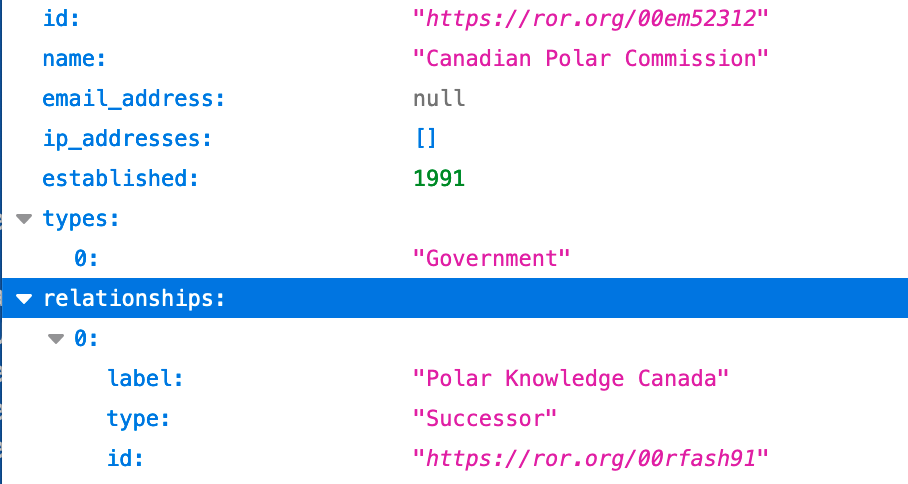 id: "https://ror.org/00em52312"
name: "Canadian Polar Commission"
email_address: null
ip_addresses: []
established: 1991
types:
0: "Government"
relationships:
0:
label: "Polar Knowledge Canada"
type: "Successor"
id: "https://ror.org/00rfash91"